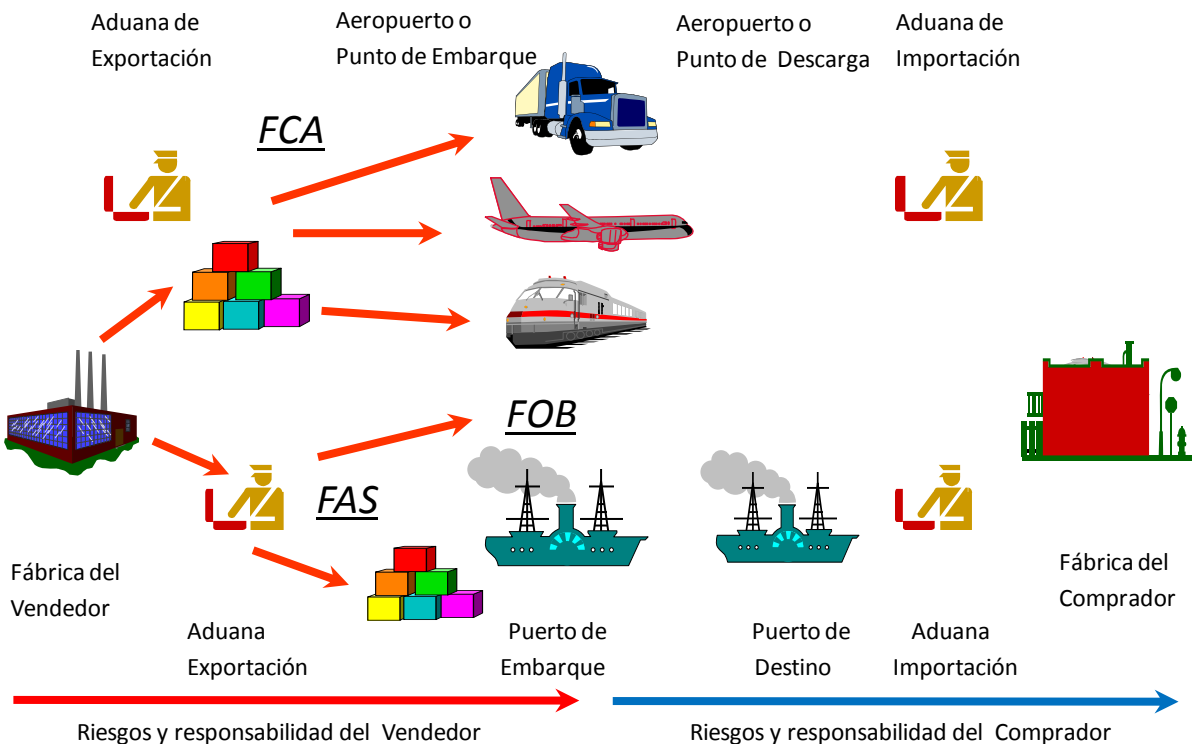 Aduana de
Exportación
Aeropuerto o
Punto de Embarque
Aeropuerto o
Punto de Descarga
Aduana de
Importación
FCA
FOB
FAS
Fábrica del
Vendedor
Fábrica del
Comprador
Aduana
Exportación
Puerto de
Embarque
Puerto de
Destino
Aduana
Importación
Riesgos y responsabilidad del Vendedor
Riesgos y responsabilidad del Comprador